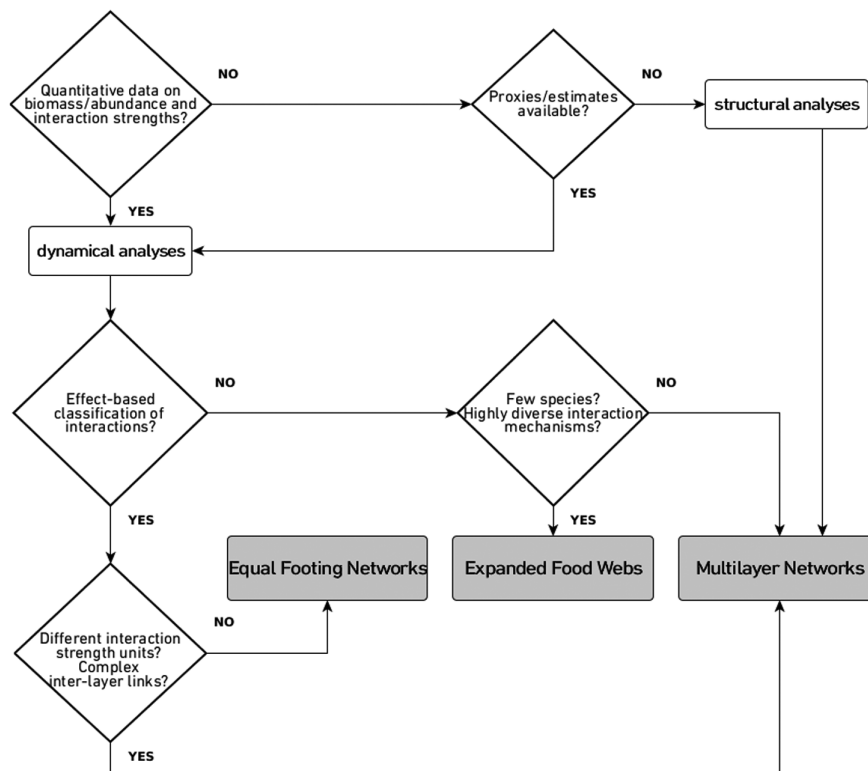 NO
Quantitative data on
biomass/abundance and
interaction strengths?
NO
Proxies/estimates
available?
structural analyses
YES
YES
dynamical analyses
NO
Effect-based
classification of
interactions?
NO
Few species?
Highly diverse interaction
mechanisms?
YES
YES
Equal Footing Networks
Expanded Food Webs
Multilayer Networks
NO
Different interaction
strength units?
Complex
inter-layer links?
YES